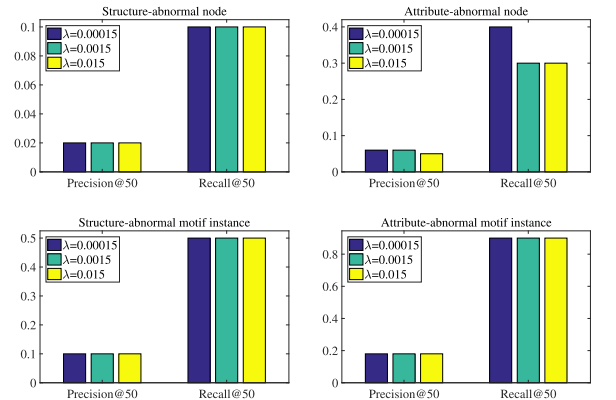 Structure-abnormal node
0.1
0.08
0.06
0.04
0.02
0
λ=0.00015
λ=0.0015
λ=0.015
Precision@50
Recall@50
Attribute-abnormal node
0.4
0.3
0.2
0.1
0
λ=0.00015
λ=0.0015
λ=0.015
Precision@50
Recall@50
Structure-abnormal motif instance
0.5
0.4
0.3
0.2
0.1
0
λ=0.00015
λ=0.0015
λ=0.015
Precision@50
Recall@50
Attribute-abnormal motif instance
0.8
0.6
0.4
0.2
0
λ=0.00015
λ=0.0015
λ=0.015
Precision@50
Recall@50